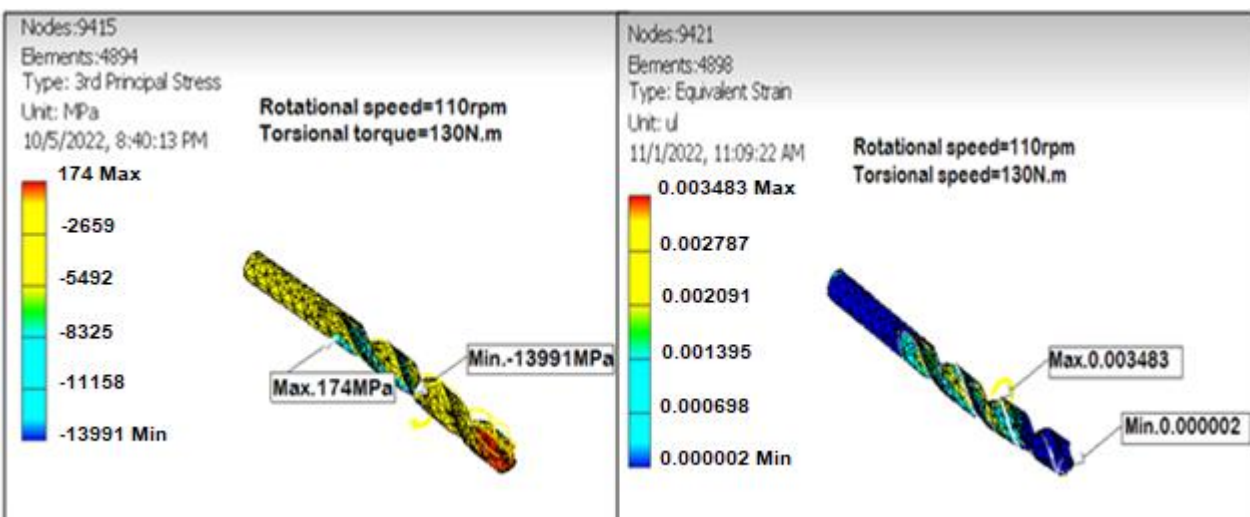 Nodes:9415
Elements:4894
Type: 3rd Principal Stress
Unit: MPa
10/5/2022, 8:40:13 PM
Rotational speed=110rpm
Torsional torque=130N.m
174 Max
-2659
-5492
-8325
-11158
-13991 Min
Max.174MPa
Min.-13991MPa
Nodes:9421
Elements:4898
Type: Equivalent Strain
Unit: ul
11/1/2022, 11:09:22 AM
Rotational speed=110rpm
Torsional speed=130N.m
0.003483 Max
0.002787
0.002091
0.001395
0.000698
0.000002 Min
Max.0.003483
Min.0.000002